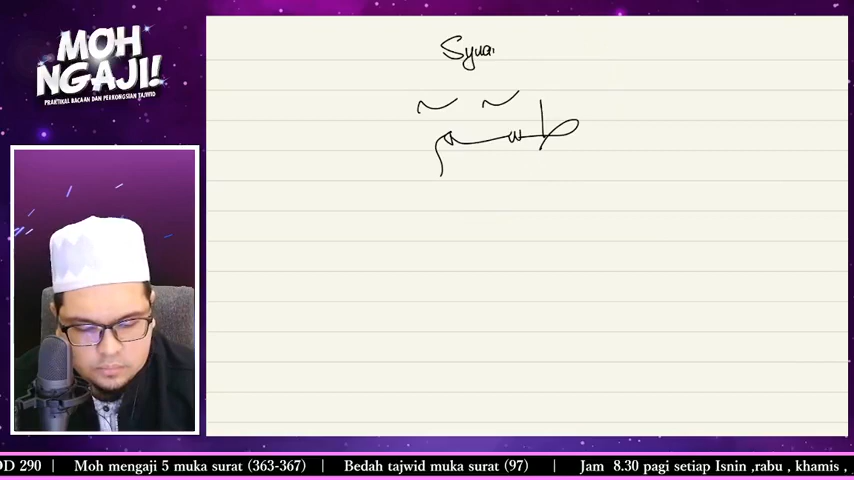 MOH
NGAJI!
PRAKTIKAL BACAAN DAN PERKONGSIAN TAJWID
Syua
~ ~
طسم
OD 290 | Moh mengaji 5 muka surat (363-367) | Bedah tajwid muka surat (97) | Jam 8.30 pagi setiap Isnin ,rabu , khamis ,